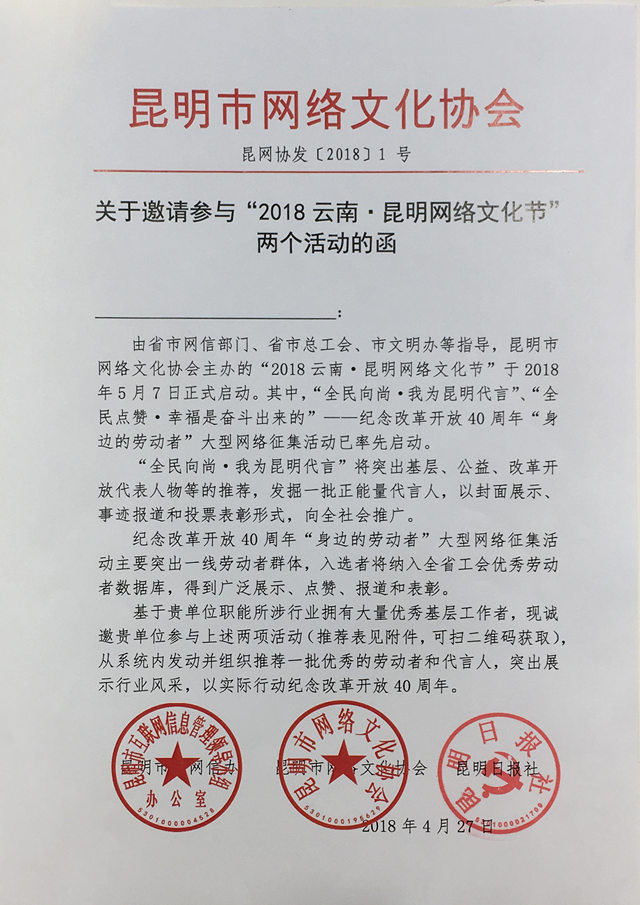 昆明市网络文化协会
昆网协发〔2018〕1 号
关于邀请参与“2018 云南·昆明网络文化节”
两个活动的函
：
由省市网信部门、省市总工会、市文明办等指导，昆明市
网络文化协会主办的“2018 云南·昆明网络文化节”于 2018
年 5 月 7 日正式启动。其中，“全民向尚·我为昆明代言”、“全
民点赞·幸福是奋斗出来的”——纪念改革开放 40 周年“身
边的劳动者”大型网络征集活动已率先启动。
“全民向尚·我为昆明代言”将突出基层、公益、改革开
放代表人物等的推荐，发掘一批正能量代言人，以封面展示、
事迹报道和投票表彰形式，向全社会推广。
纪念改革开放 40 周年“身边的劳动者”大型网络征集活
动主要突出一线劳动者群体，入选者将纳入全省工会优秀劳动
者数据库，得到广泛展示、点赞、报道和表彰。
基于贵单位职能所涉行业拥有大量优秀基层工作者，现诚
邀贵单位参与上述两项活动（推荐表见附件，可扫二维码获取），
从系统内发动并组织推荐一批优秀的劳动者和代言人，突出展
示行业风采，以实际行动纪念改革开放 40 周年。
昆明市 网信办 昆明市网络文化协会 昆明日报社
2018 年 4 月 27 日
昆明市互联网信息管理领导小组
办公室
5301000004528
昆明市网络文化协会
5301000195629
昆明日报社
5301000021709